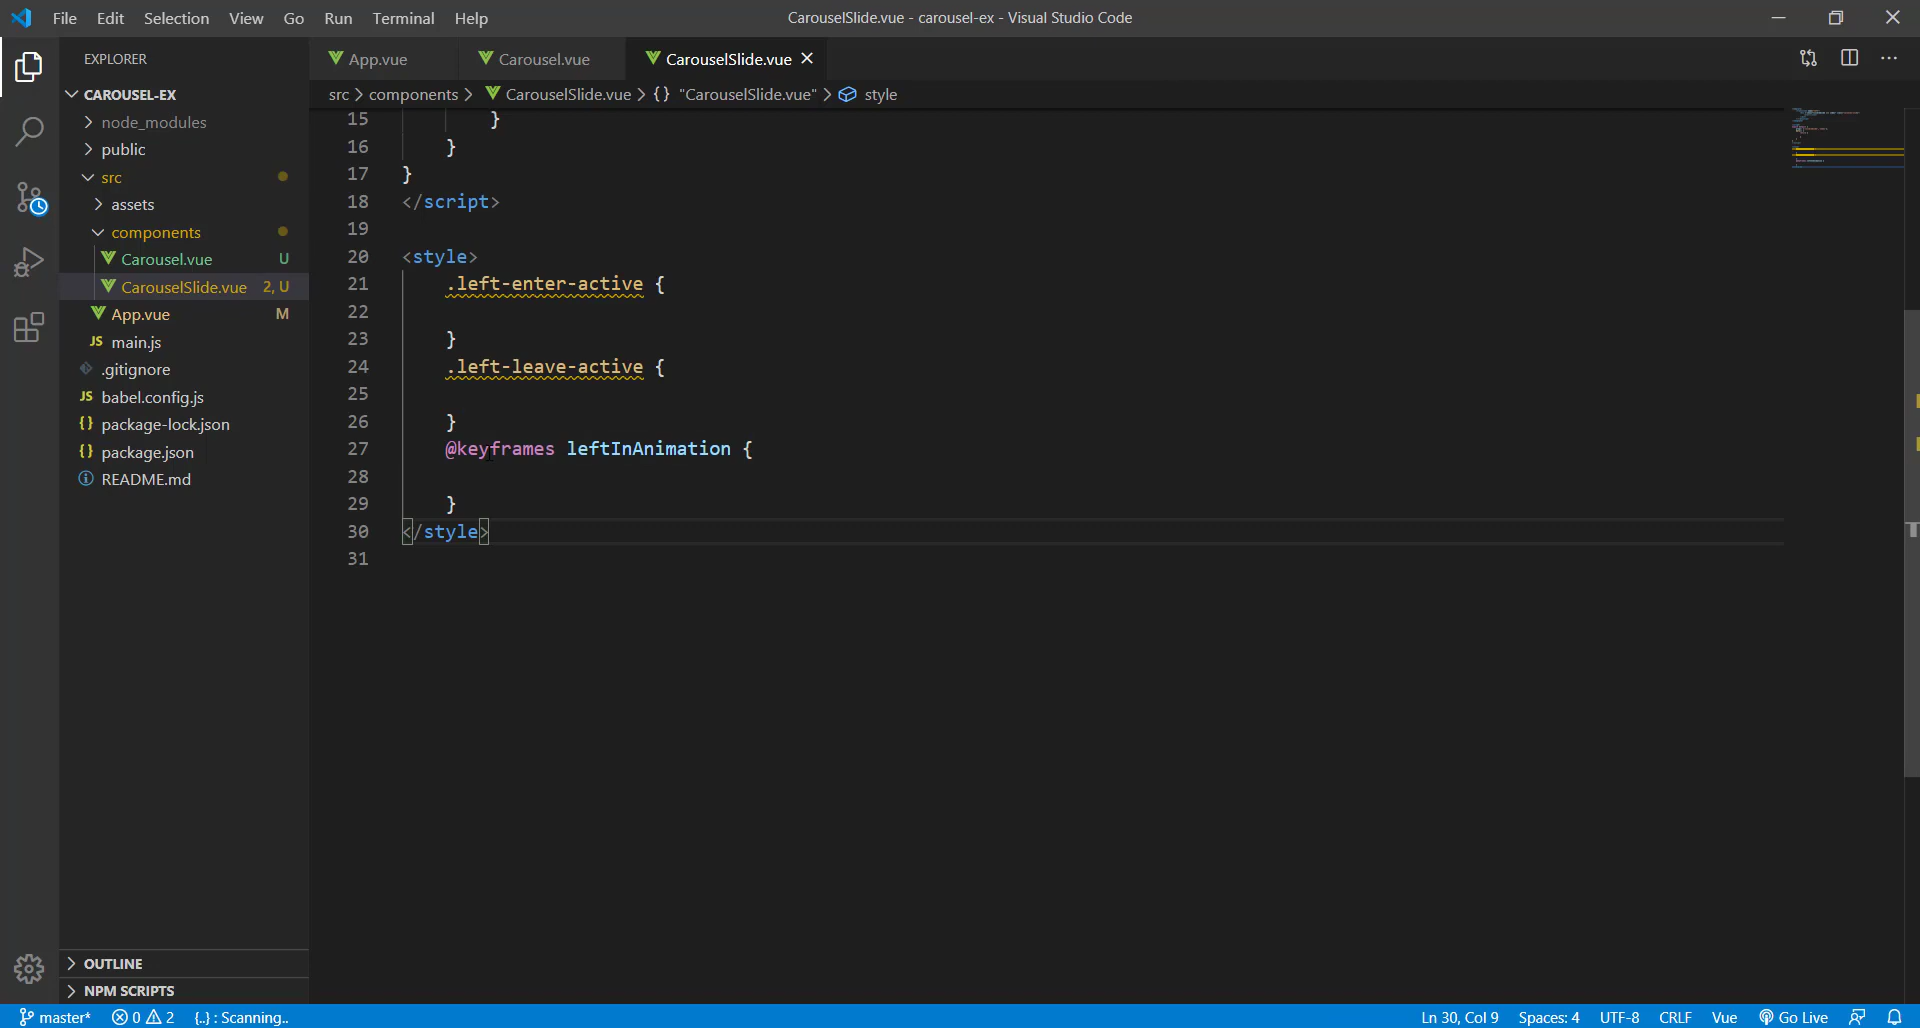 File Edit Selection View Go Run Terminal Help
CarouselSlide.vue - carousel-ex - Visual Studio Code
EXPLORER
App.vue
Carousel.vue
CarouselSlide.vue
src > components > CarouselSlide.vue > {} "CarouselSlide.vue" > style
CAROUSEL-EX
node_modules
public
src
assets
components
Carousel.vue U
CarouselSlide.vue 2, U
App.vue M
JS main.js
.gitignore
JS babel.config.js
{} package-lock.json
{} package.json
README.md
15 }
16 }
17 }
18 </script>
19
20 <style>
21 .left-enter-active {
22
23 }
24 .left-leave-active {
25
26 }
27 @keyframes leftInAnimation {
28
29 }
30 </style>
31
OUTLINE
NPM SCRIPTS
master* 0 2 {..} : Scanning..
Ln 30, Col 9 Spaces: 4 UTF-8 CRLF Vue Go Live